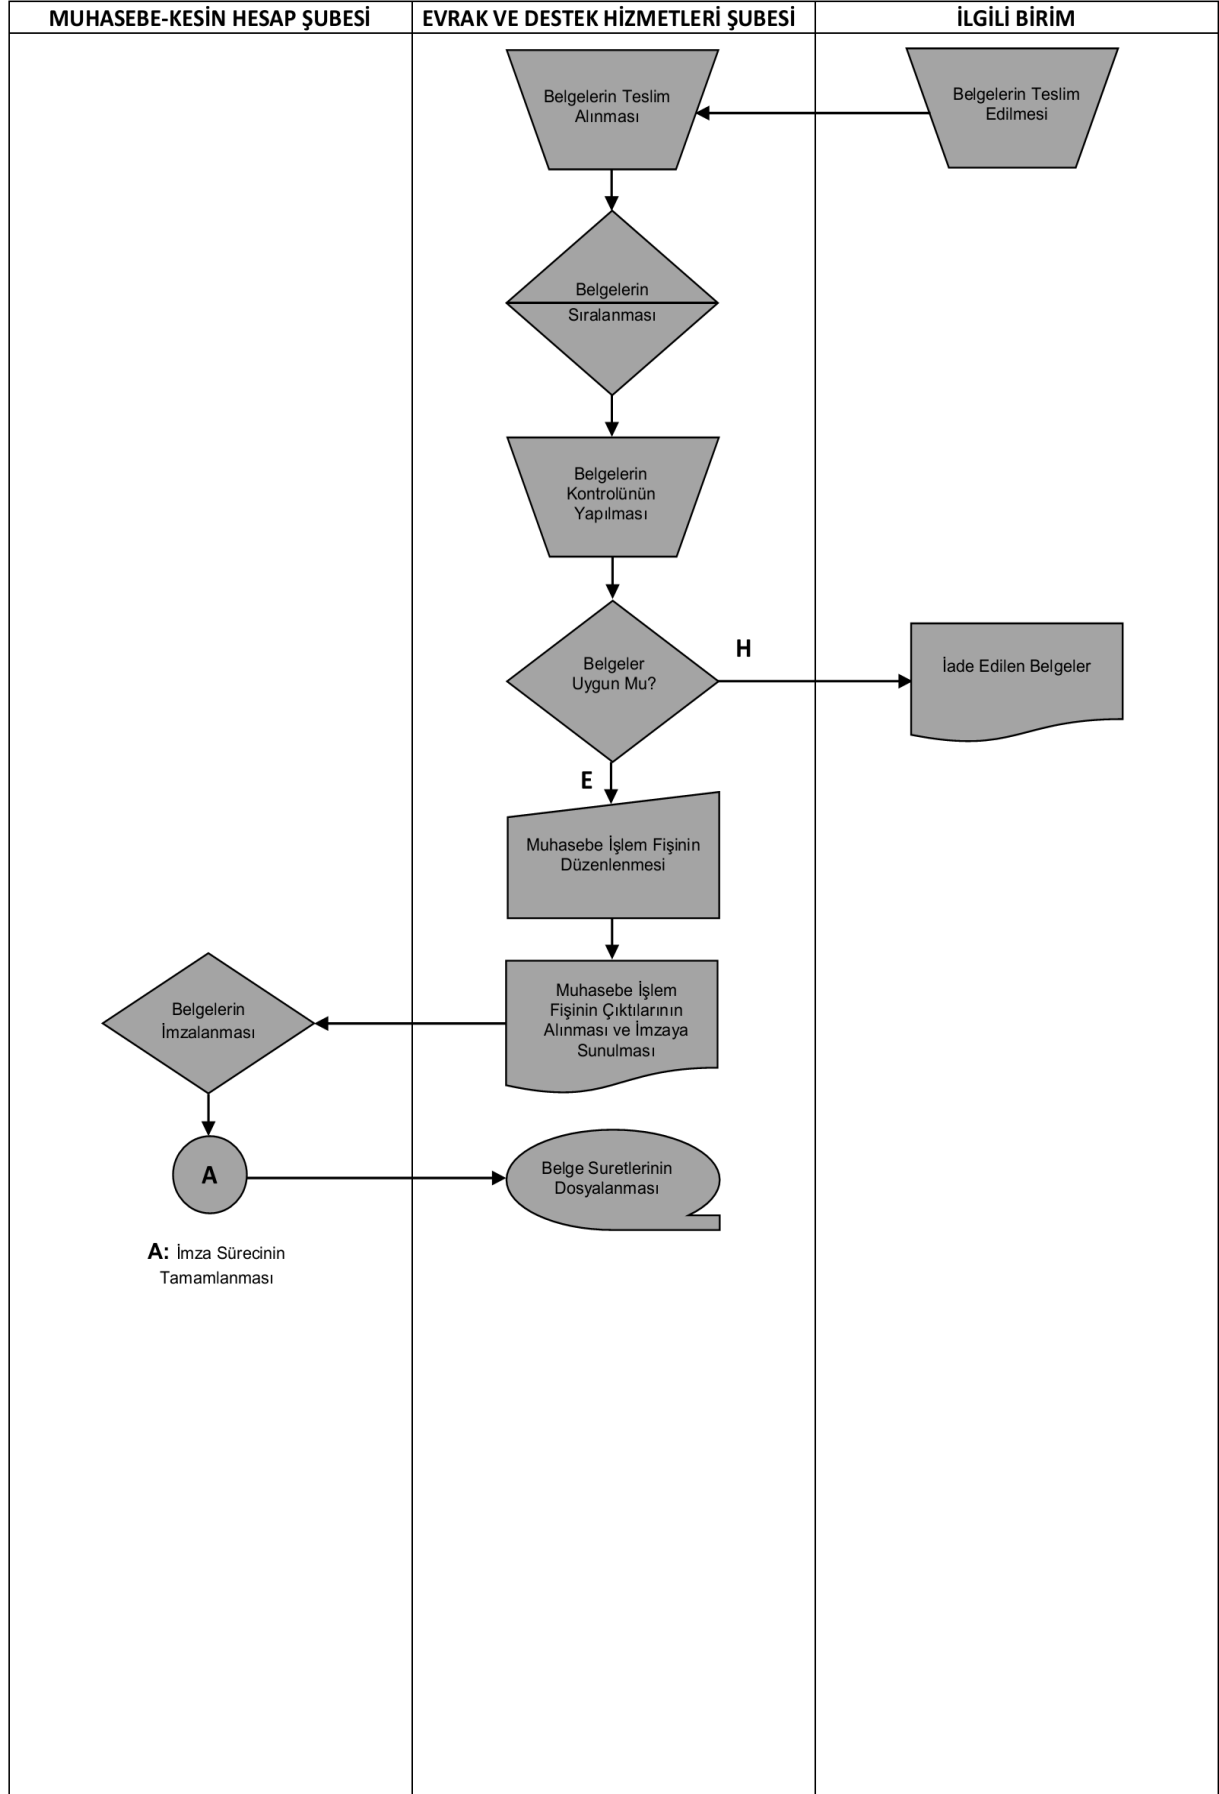 MUHASEBE-KESİN HESAP ŞUBESİ
EVRAK VE DESTEK HİZMETLERİ ŞUBESİ
İLGİLİ BİRİM
Belgelerin Teslim
Alınması
Belgelerin Teslim
Edilmesi
Belgelerin
Sıralanması
Belgelerin
Kontrolünün
Yapılması
Belgeler
Uygun Mu?
H
İade Edilen Belgeler
E
Muhasebe İşlem Fişinin
Düzenlenmesi
Muhasebe İşlem
Fişinin Çıktılarının
Alınması ve İmzaya
Sunulması
Belgelerin
İmzalanması
A
Belge Suretlerinin
Dosyalanması
A: İmza Sürecinin
Tamamlanması